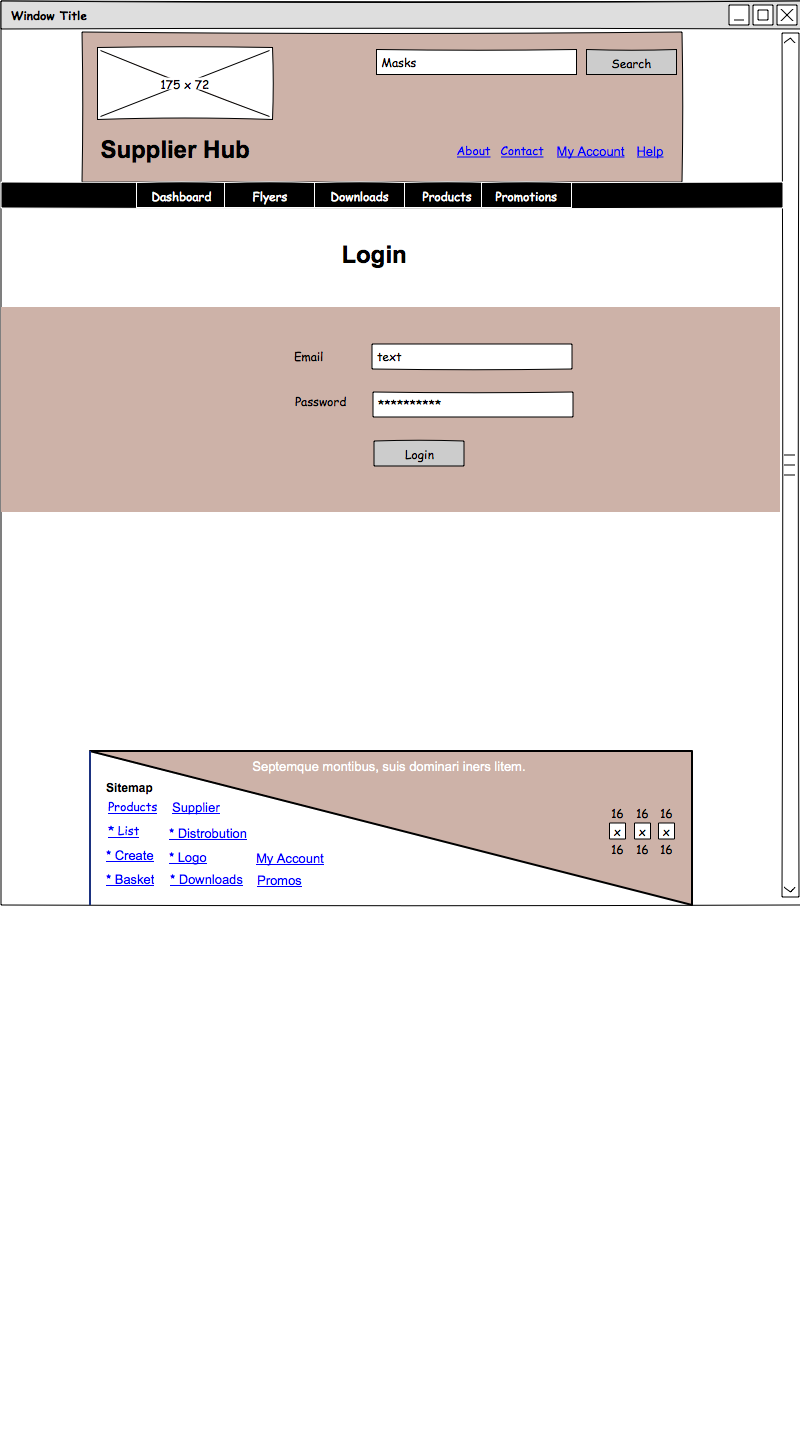 Window Title
175 x 72
Masks
Search
Supplier Hub
About Contact My Account Help
Dashboard Flyers Downloads Products Promotions
Login
Email text
Password **********
Login
Septemque montibus, suis dominari iners litem.
Sitemap
Products Supplier
* List * Distrobution
* Create * Logo My Account
* Basket * Downloads Promos
16 16 16
x x x
16 16 16